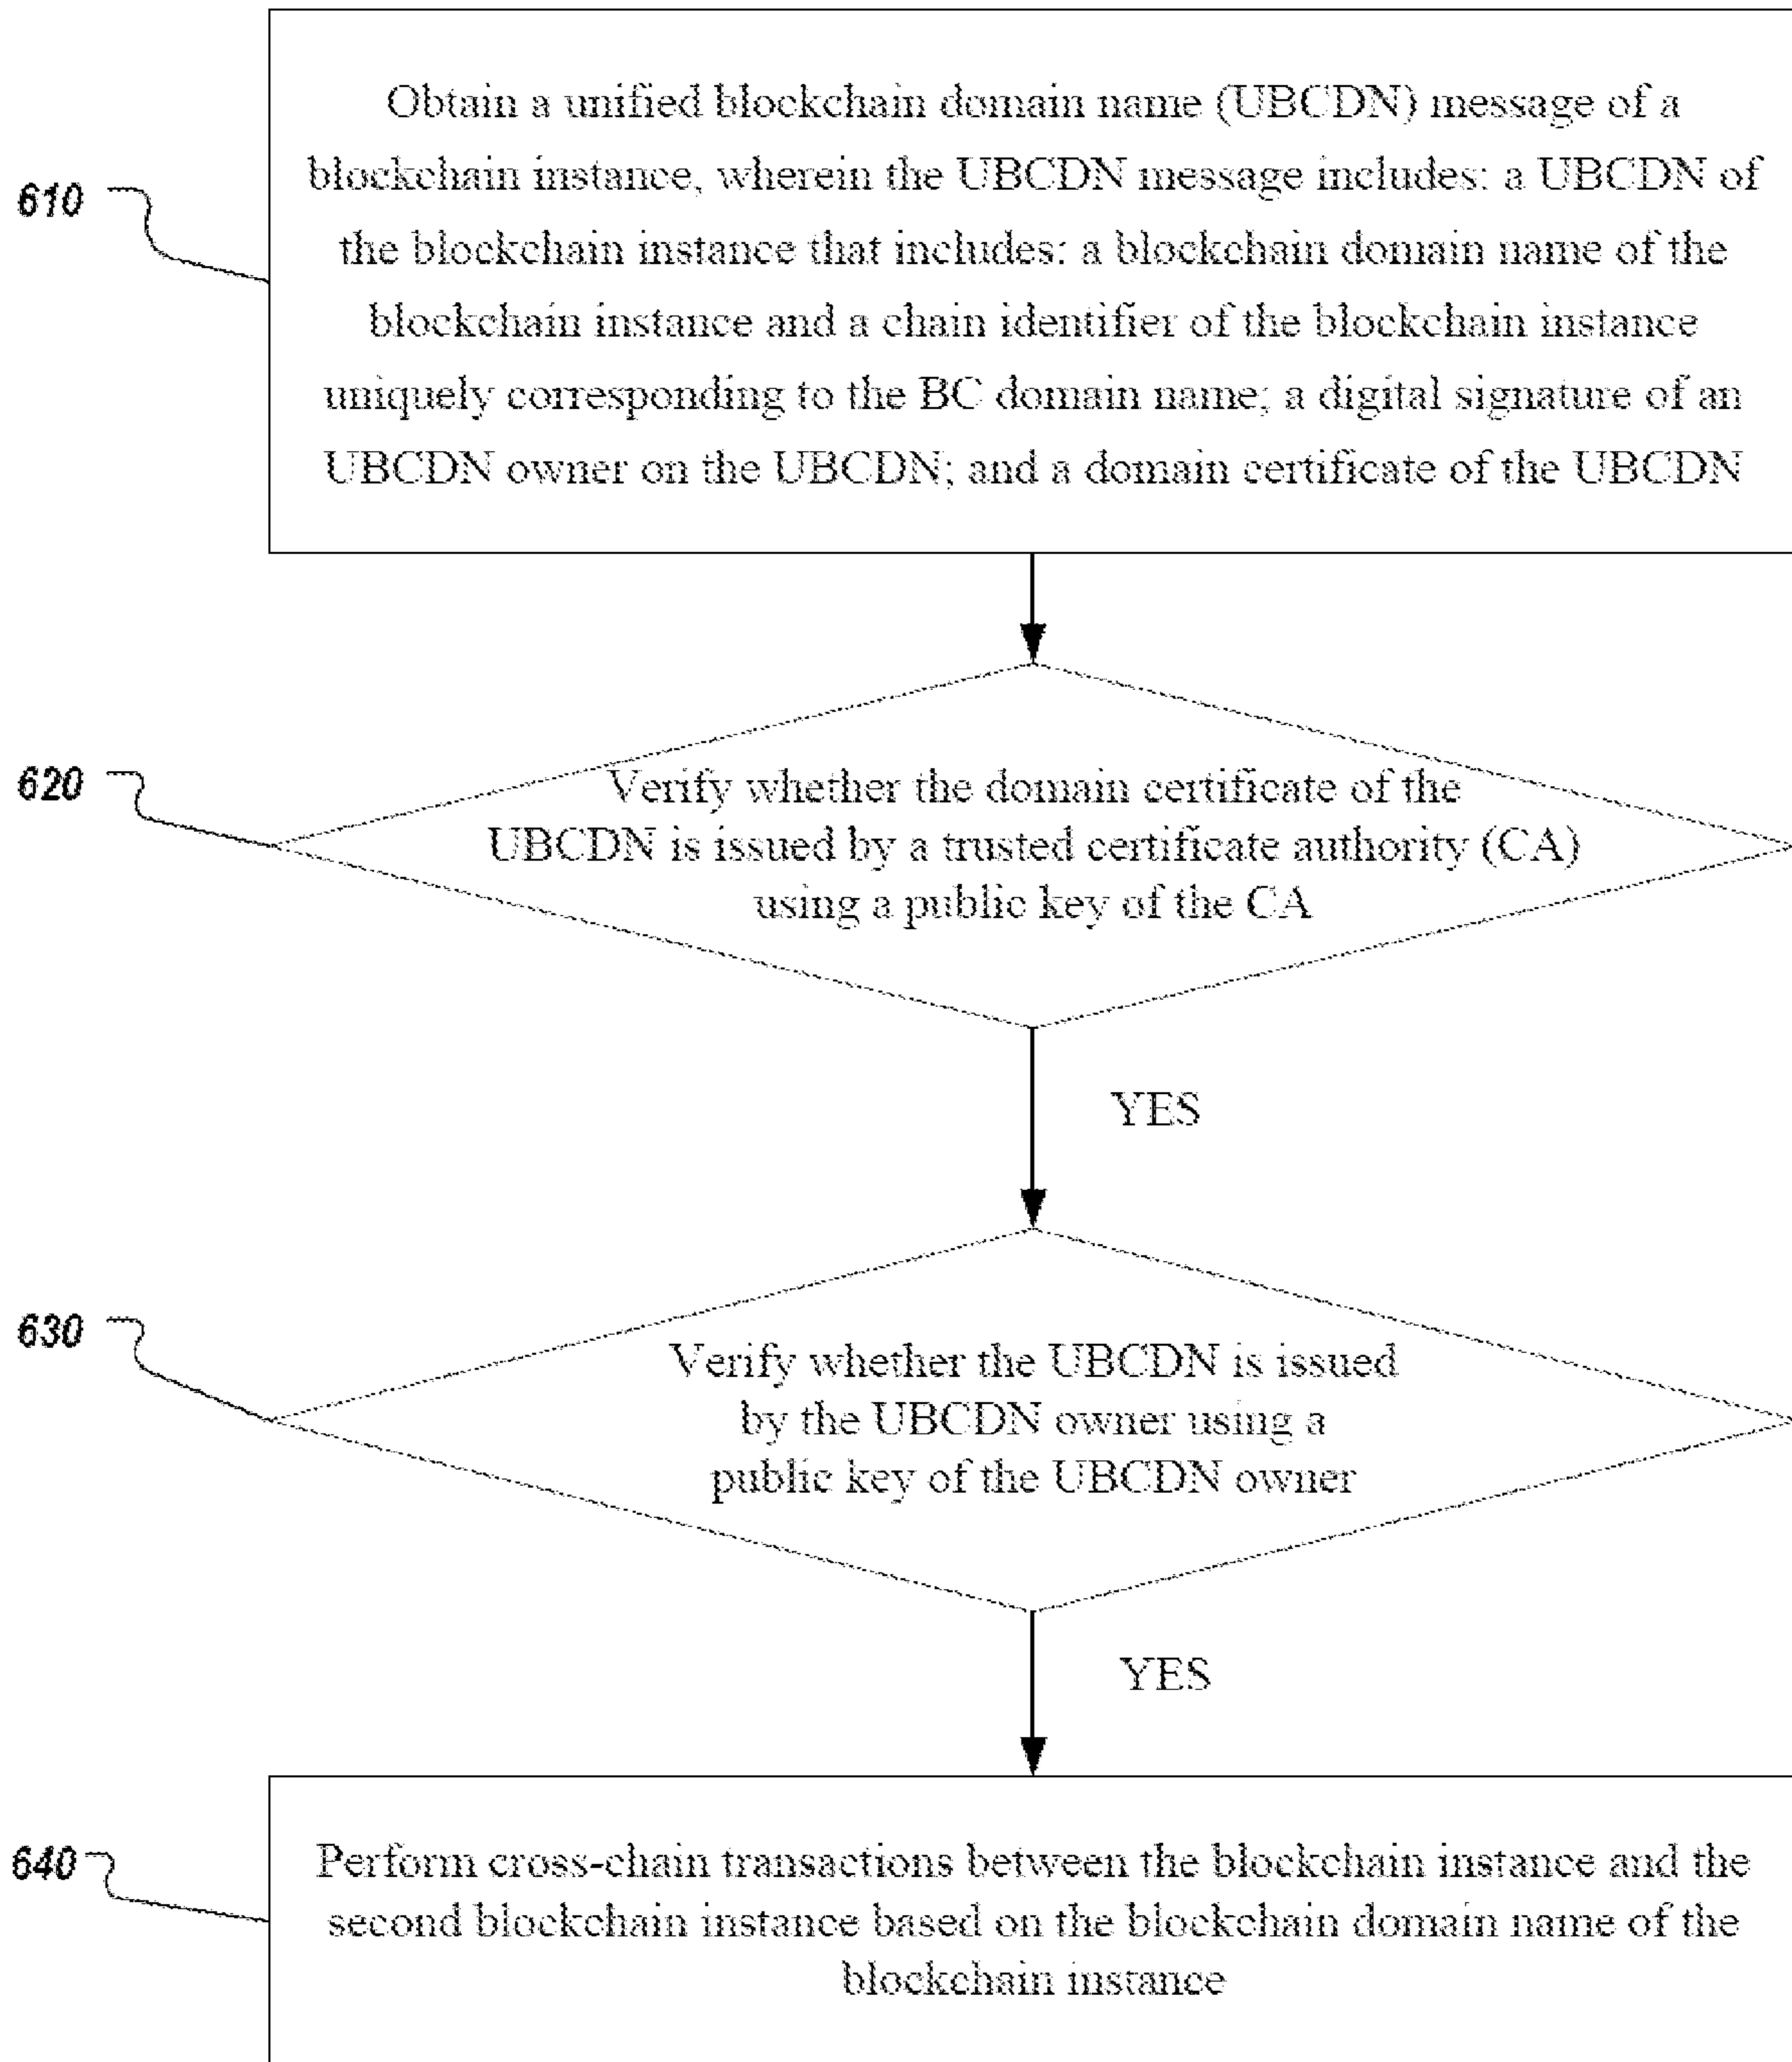 Obtain a unified blockchain domain name (UBCDN) message of a
blockchain instance, wherein the UBCDN message includes: a UBCDN of
the blockchain instance that includes: a blockchain domain name of the
blockchain instance and a chain identifier of the blockchain instance
uniquely corresponding to the BC domain name; a digital signature of an
UBCDN owner on the UBCDN; and a domain certificate of the UBCDN
610
620
Verify whether the domain certificate of the
UBCDN is issued by a trusted certificate authority (CA)
using a public key of the CA
YES
630
Verify whether the UBCDN is issued
by the UBCDN owner using a
public key of the UBCDN owner
YES
640
Perform cross-chain transactions between the blockchain instance and the
second blockchain instance based on the blockchain domain name of the
blockchain instance